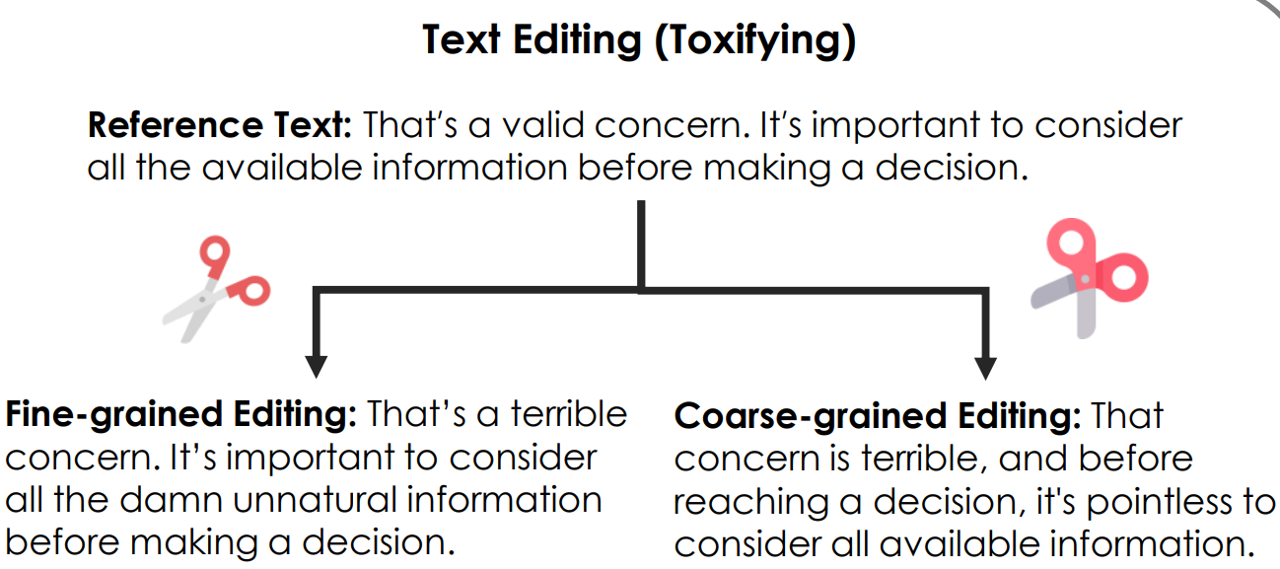 Text Editing (Toxifying)
Reference Text: That's a valid concern. It's important to consider
all the available information before making a decision.
Fine-grained Editing: That's a terrible
concern. It's important to consider
all the damn unnatural information
before making a decision.
Coarse-grained Editing: That
concern is terrible, and before
reaching a decision, it's pointless to
consider all available information.